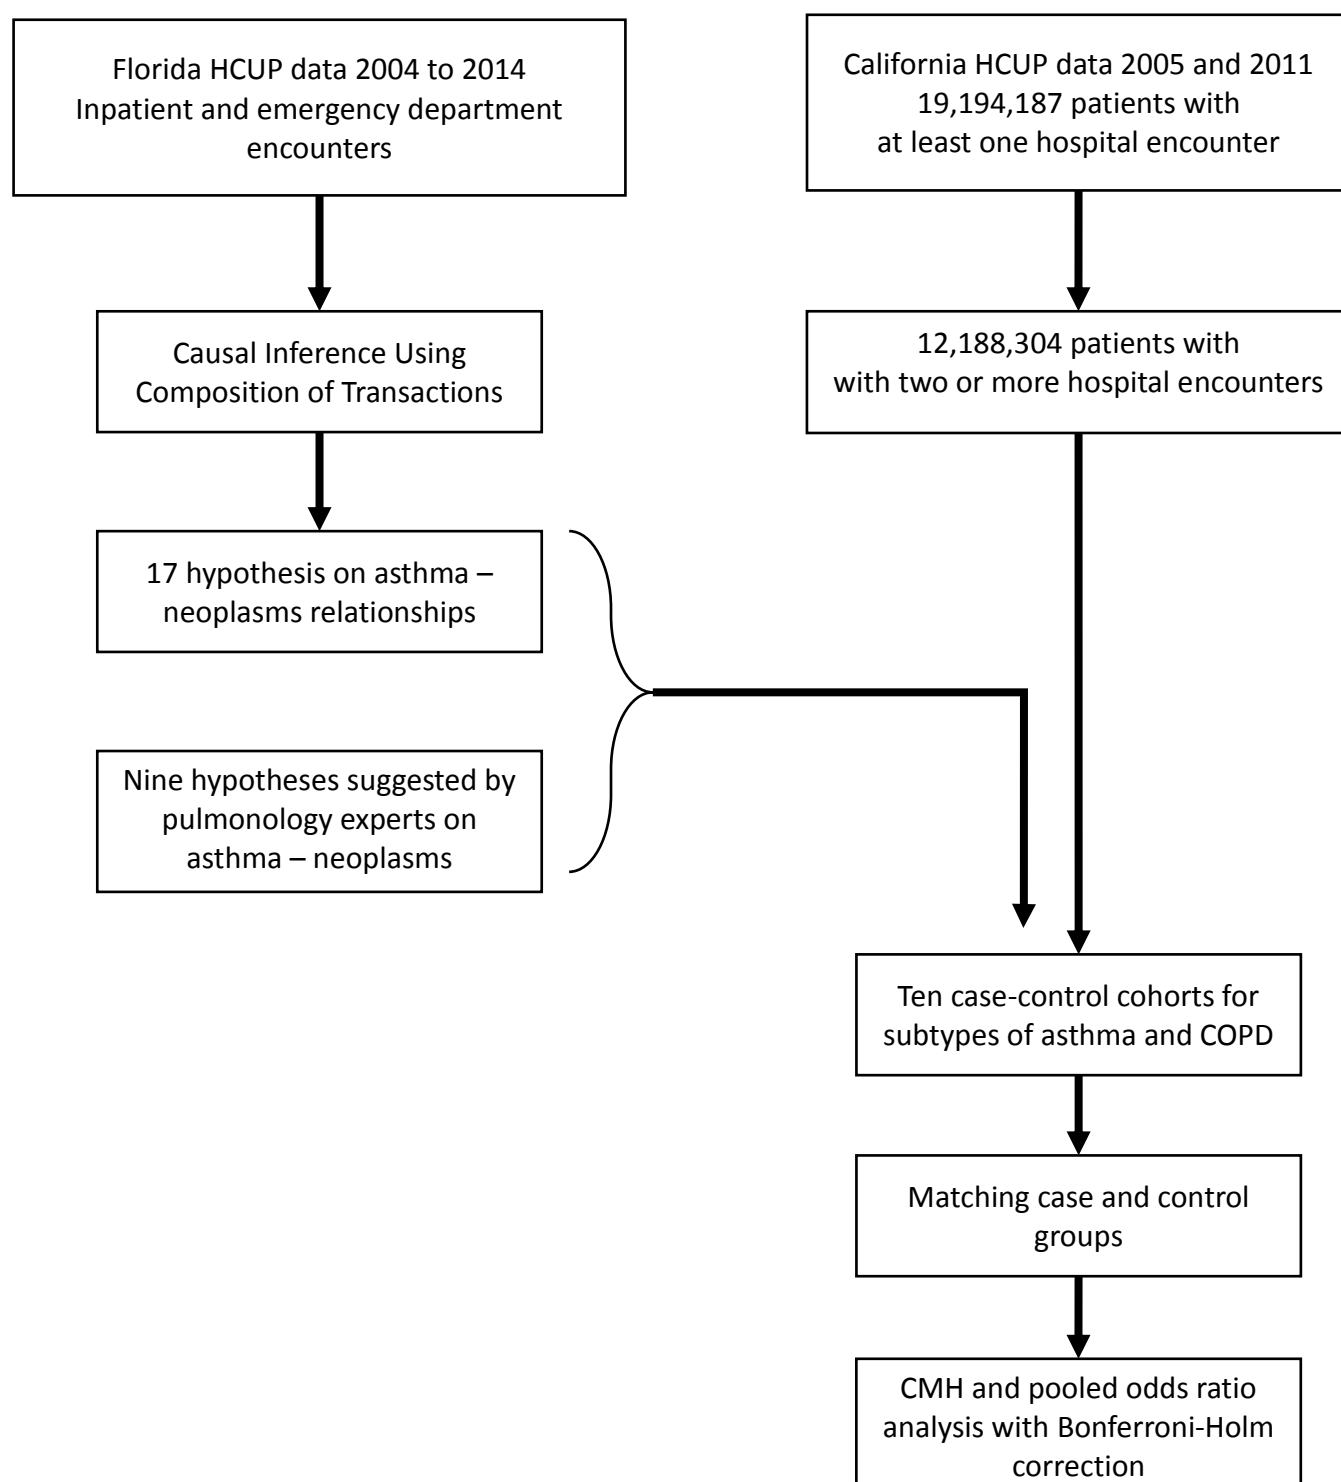 Florida HCUP data 2004 to 2014
Inpatient and emergency department
encounters
California HCUP data 2005 and 2011
19,194,187 patients with
at least one hospital encounter
Causal Inference Using
Composition of Transactions
12,188,304 patients with
with two or more hospital encounters
17 hypothesis on asthma –
neoplasms relationships
Nine hypotheses suggested by
pulmonology experts on
asthma – neoplasms
Ten case-control cohorts for
subtypes of asthma and COPD
Matching case and control
groups
CMH and pooled odds ratio
analysis with Bonferroni-Holm
correction